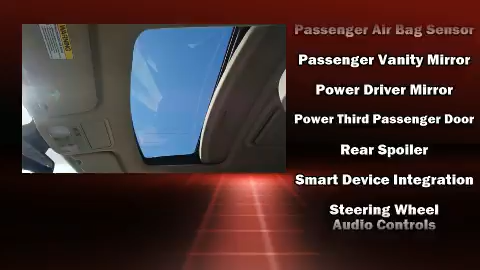 WARNING
Passenger Air Bag Sensor
Passenger Vanity Mirror
Power Driver Mirror
Power Third Passenger Door
Rear Spoiler
Smart Device Integration
Steering Wheel
Audio Controls